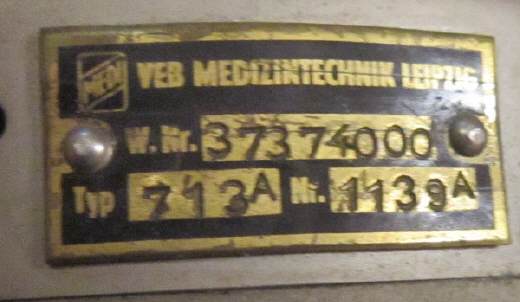 MEDI VEB MEDIZINTECHNIK LEIPZIG
W. Nr. 37374000
Typ 713A Nr. 1139A